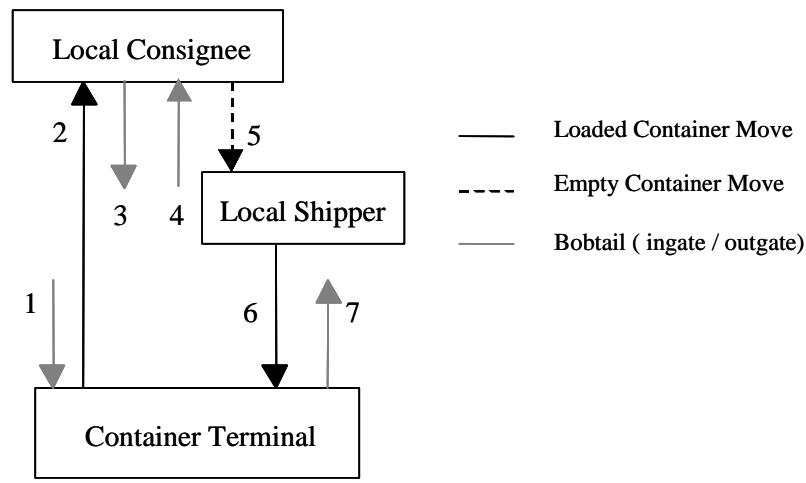 Local Consignee
2
5
Loaded Container Move
Empty Container Move
3
4
Local Shipper
Bobtail ( ingate / outgate)
1
6
7
Container Terminal